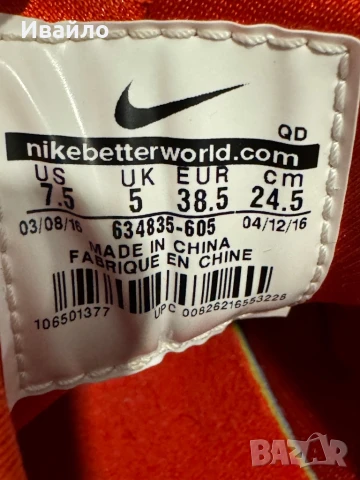 Ивайло
QD
nikebetterworld.com
US UK EUR cm
7.5 5 38.5 24.5
03/08/16 634835-605 04/12/16
MADE IN CHINA
FABRIQUE EN CHINE
106501377 UPC 00826216553228
BAZAR